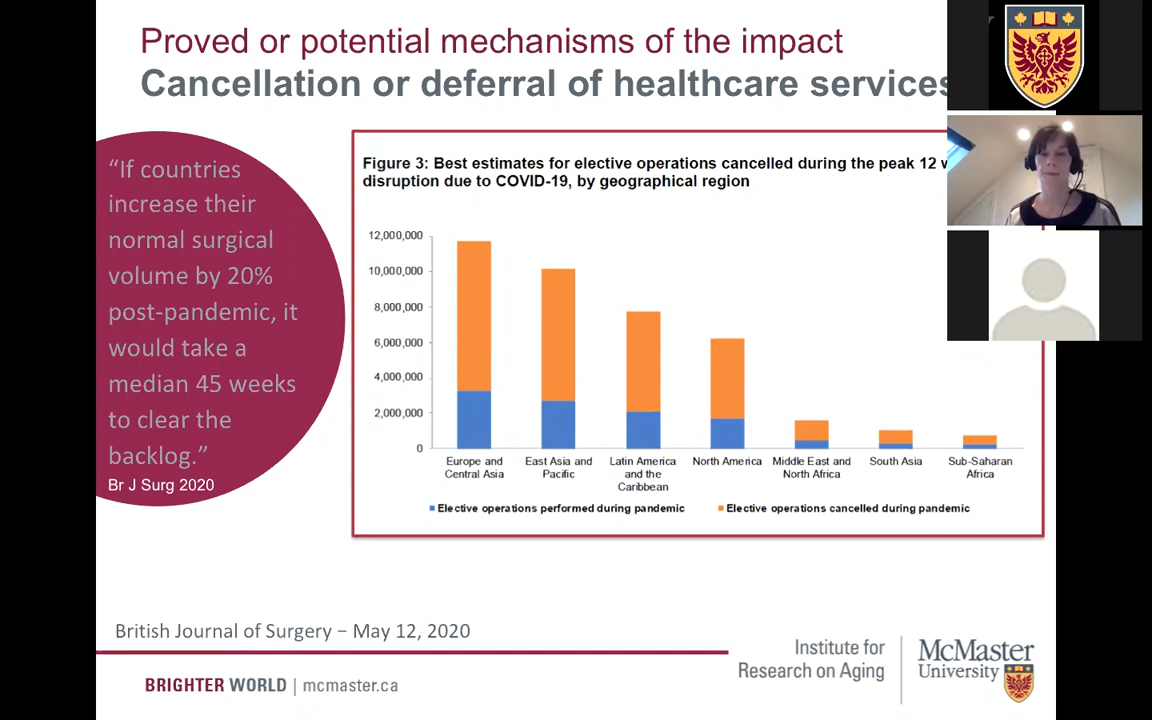 Proved or potential mechanisms of the impact
Cancellation or deferral of healthcare services
“If countries
increase their
normal surgical
volume by 20%
post-pandemic, it
would take a
median 45 weeks
to clear the
backlog.”
Br J Surg 2020
Figure 3: Best estimates for elective operations cancelled during the peak 12
disruption due to COVID-19, by geographical region
12,000,000
10,000,000
8,000,000
6,000,000
4,000,000
2,000,000
0
Europe and
Central Asia
East Asia and
Pacific
Latin America
and the
Caribbean
North America
Middle East and
North Africa
South Asia
Sub-Saharan
Africa
Elective operations performed during pandemic
Elective operations cancelled during pandemic
British Journal of Surgery – May 12, 2020
BRIGHTER WORLD | mcmaster.ca
Institute for
Research on Aging
McMaster
University